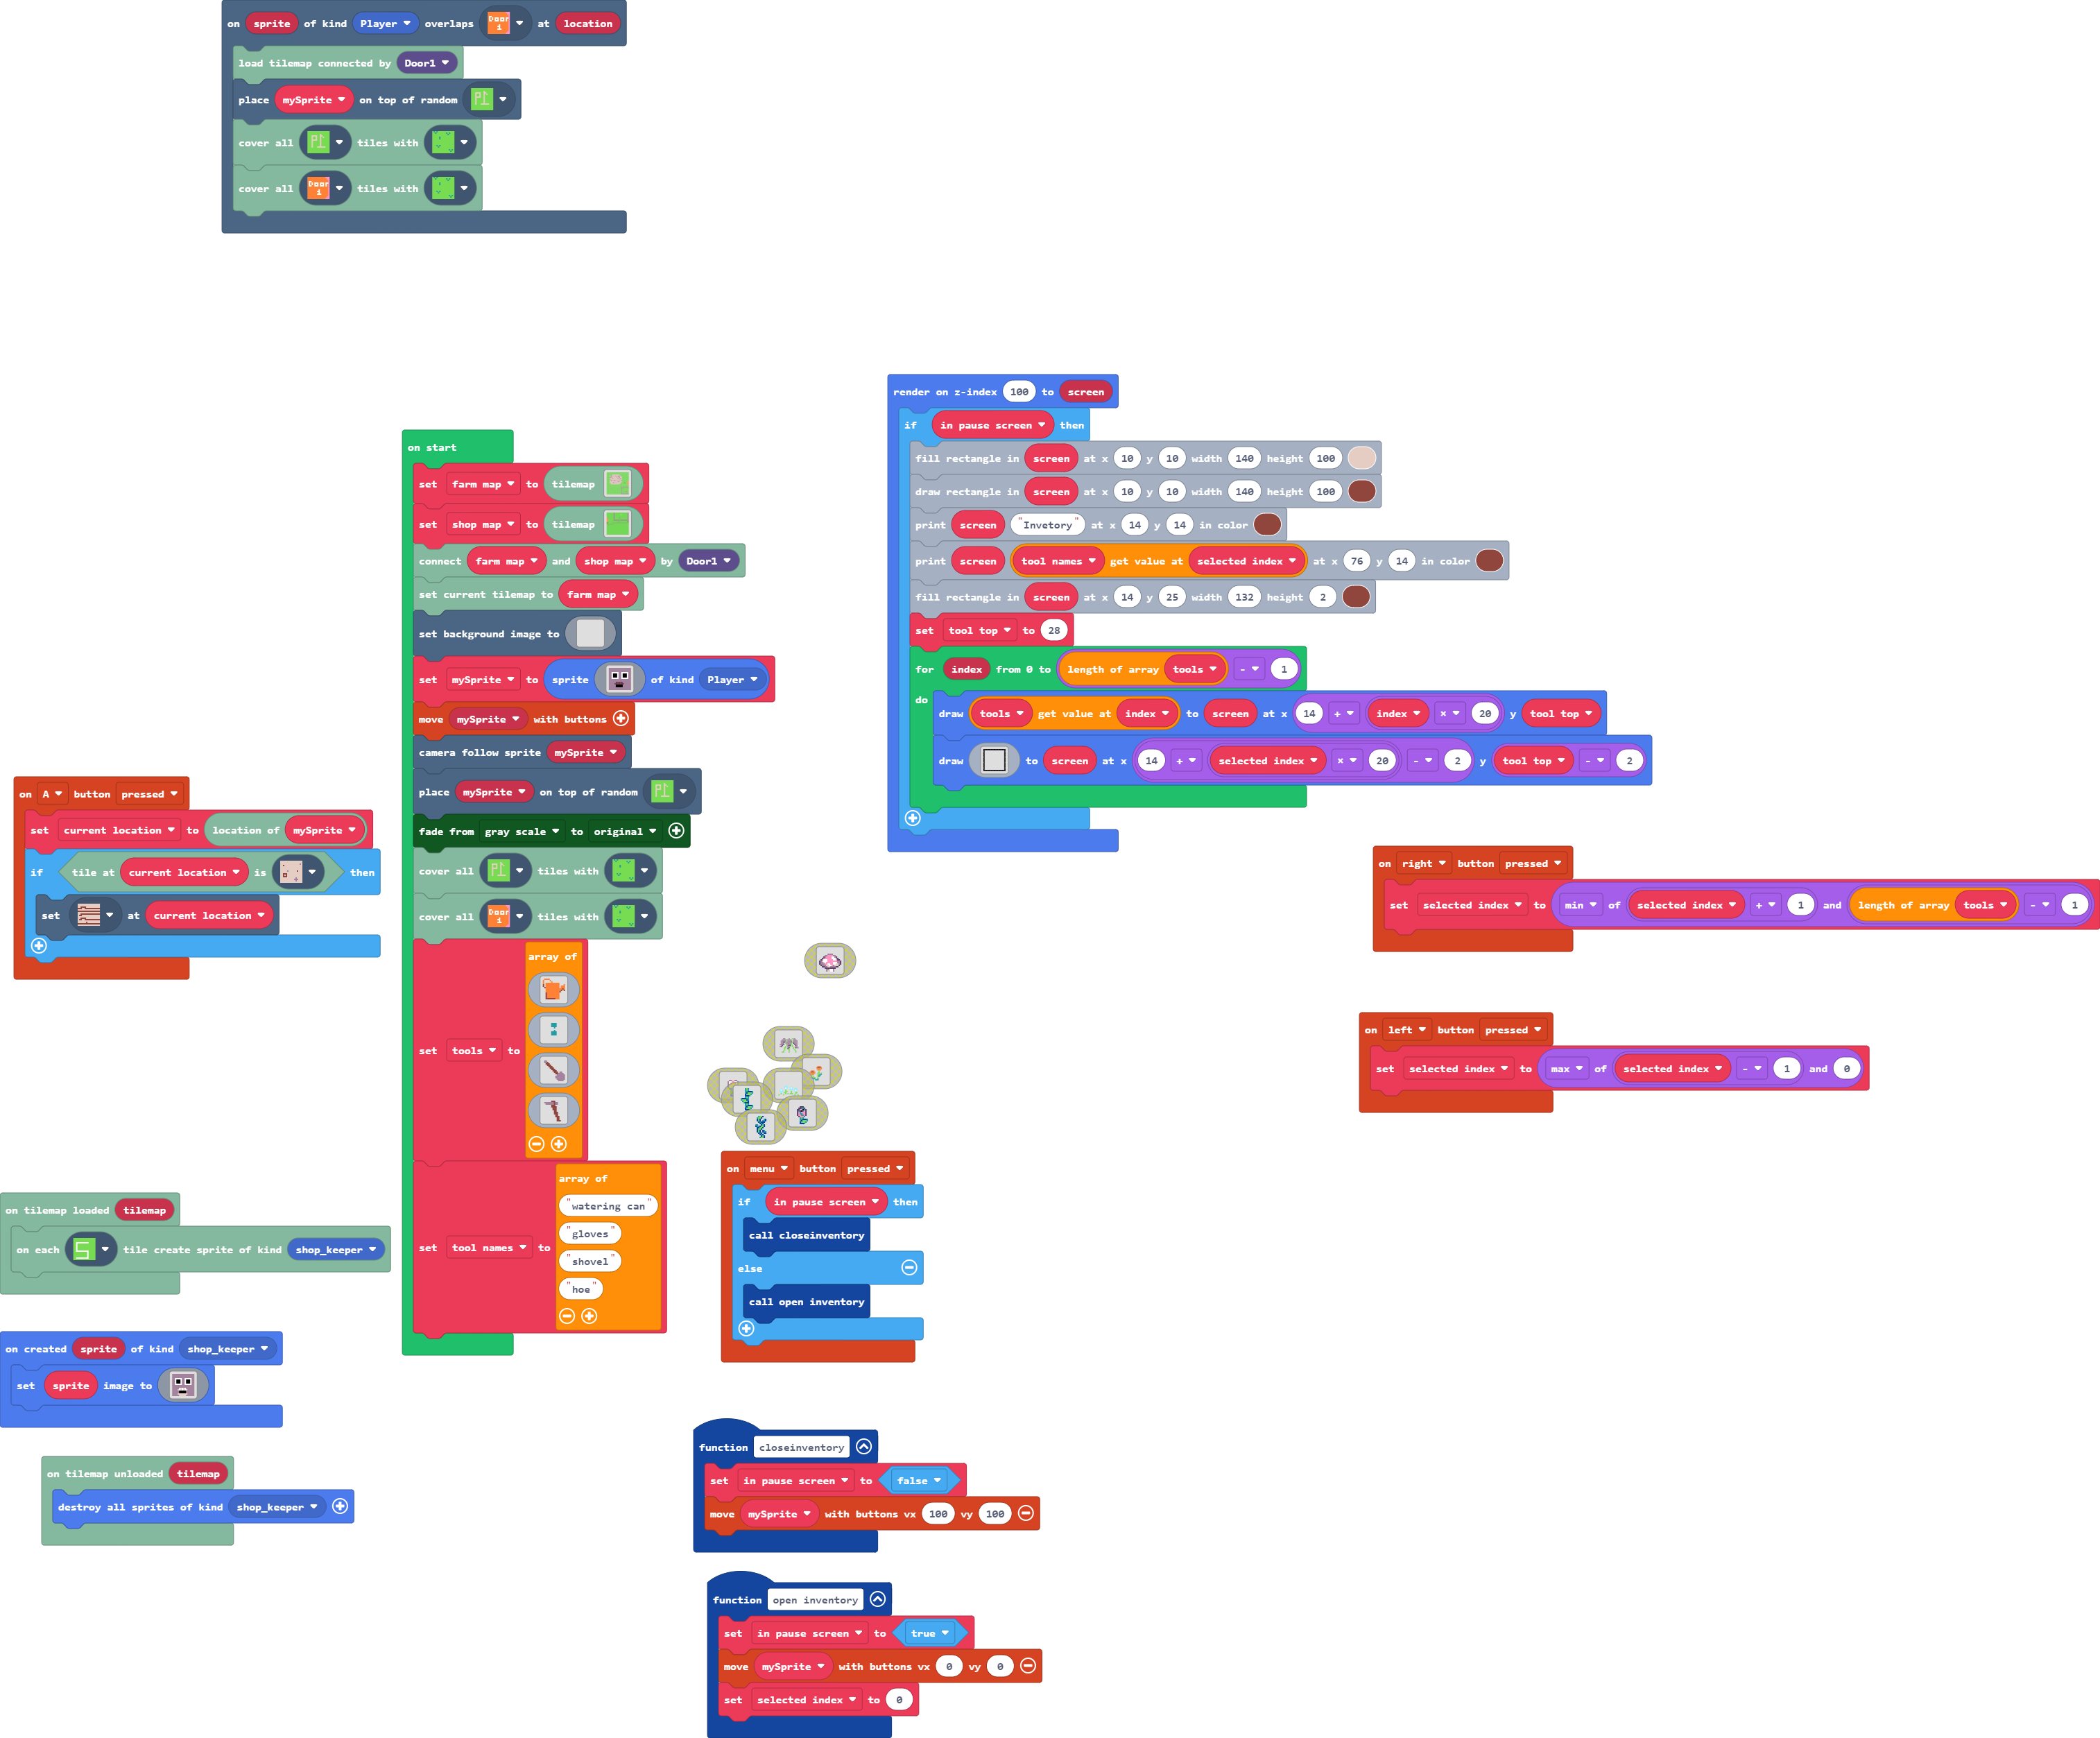 on sprite of kind Player overlaps Door 1 at location
load tilemap connected by Door1
place mySprite on top of random P1
cover all P1 tiles with
cover all Door 1 tiles with
render on z-index 100 to screen
if in pause screen then
fill rectangle in screen at x 10 y 10 width 140 height 100
draw rectangle in screen at x 10 y 10 width 140 height 100
print screen "Invetory" at x 14 y 14 in color
print screen tool names get value at selected index at x 76 y 14 in color
fill rectangle in screen at x 14 y 25 width 132 height 2
set tool top to 28
for index from 0 to length of array tools - 1
do
draw tools get value at index to screen at x 14 + index × 20 y tool top
draw to screen at x 14 + selected index × 20 - 2 y tool top - 2
on start
set farm map to tilemap
set shop map to tilemap
connect farm map and shop map by Door1
set current tilemap to farm map
set background image to
set mySprite to sprite of kind Player
move mySprite with buttons
camera follow sprite mySprite
place mySprite on top of random P1
fade from gray scale to original
cover all P1 tiles with
cover all Door 1 tiles with
set tools to array of
set tool names to array of
"watering can"
"gloves"
"shovel"
"hoe"
on A button pressed
set current location to location of mySprite
if tile at current location is then
set at current location
on right button pressed
set selected index to min of selected index + 1 and length of array tools - 1
on left button pressed
set selected index to max of selected index - 1 and 0
on menu button pressed
if in pause screen then
call closeinventory
else
call open inventory
on tilemap loaded tilemap
on each S tile create sprite of kind shop_keeper
on created sprite of kind shop_keeper
set sprite image to
on tilemap unloaded tilemap
destroy all sprites of kind shop_keeper
function closeinventory
set in pause screen to false
move mySprite with buttons vx 100 vy 100
function open inventory
set in pause screen to true
move mySprite with buttons vx 0 vy 0
set selected index to 0